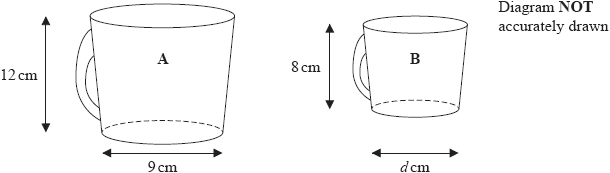 Diagram NOT
accurately drawn
A
B
12 cm
8 cm
9 cm
d cm